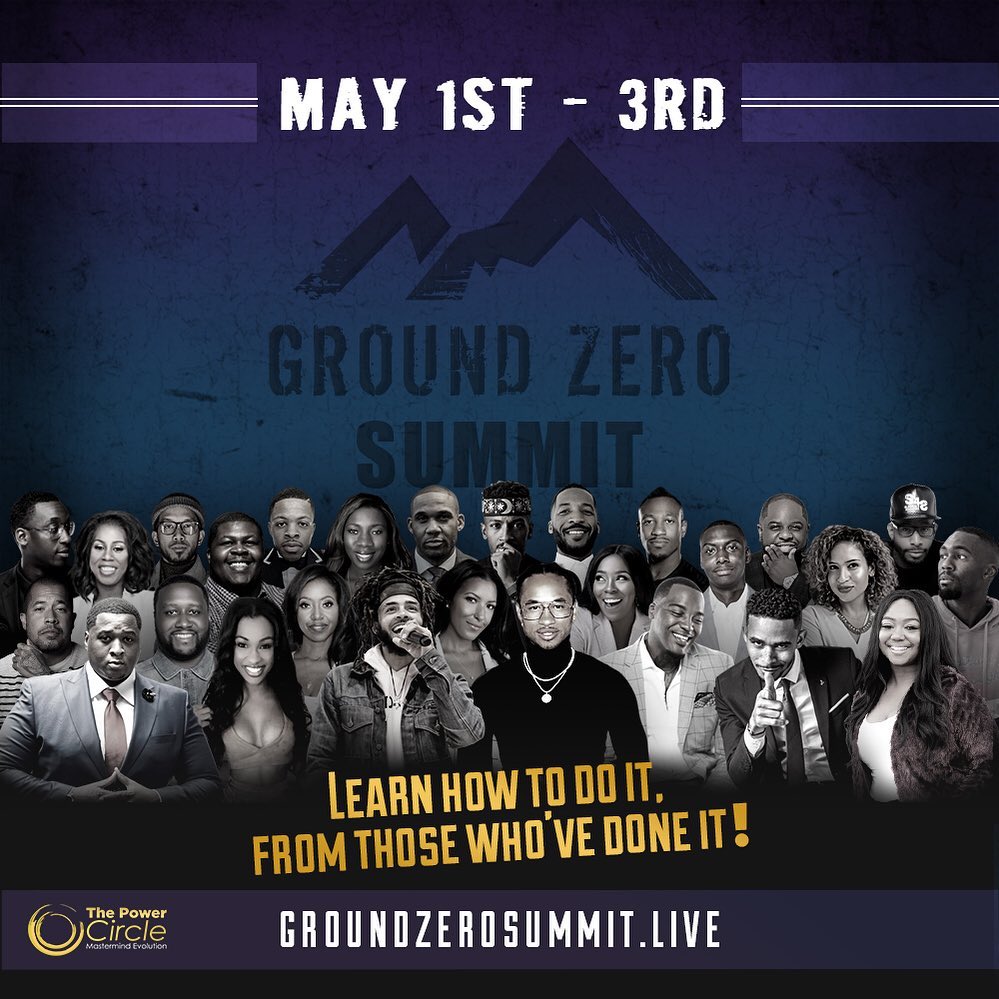 MAY 1ST - 3RD
GROUND ZERO
SUMMIT
LEARN HOW TO DO IT,
FROM THOSE WHO'VE DONE IT!
The Power
Circle
Mastermind Evolution
GROUNDZEROSUMMIT.LIVE